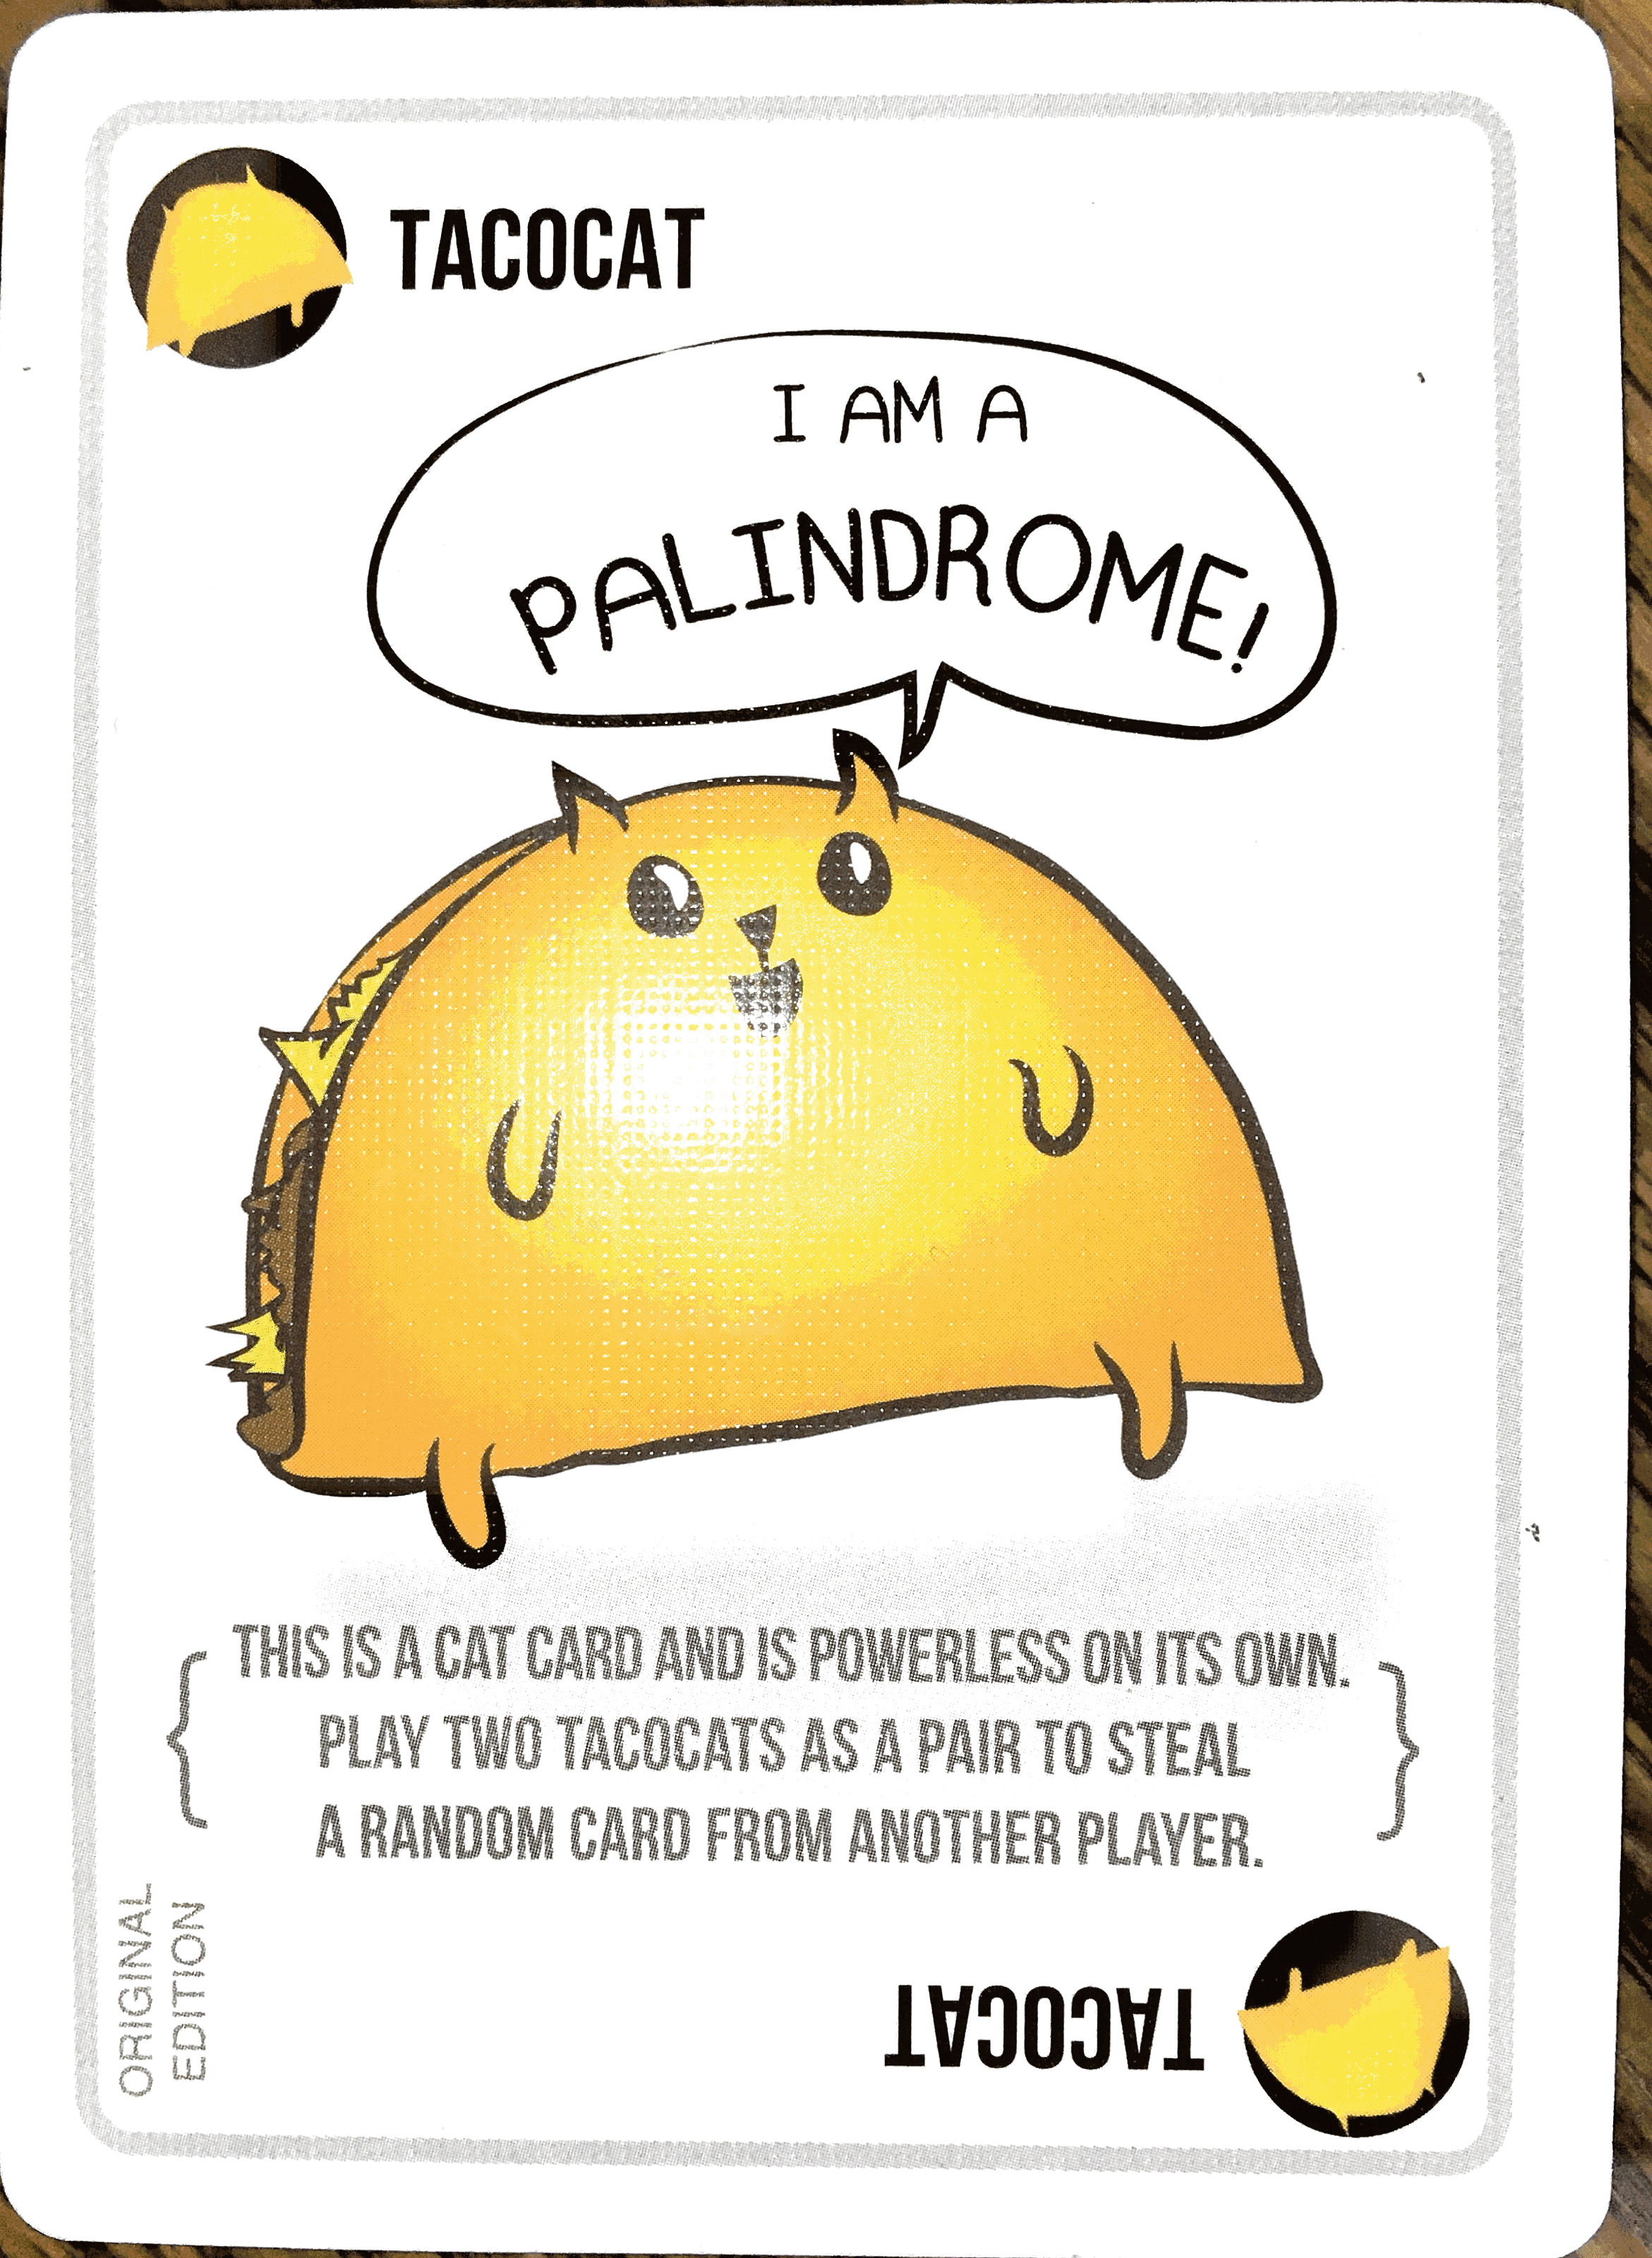 TACOCAT
I AM A
PALINDROME!
THIS IS A CAT CARD AND IS POWERLESS ON ITS OWN.
PLAY TWO TACOCATS AS A PAIR TO STEAL
A RANDOM CARD FROM ANOTHER PLAYER.
ORIGINAL
EDITION
TACOCAT